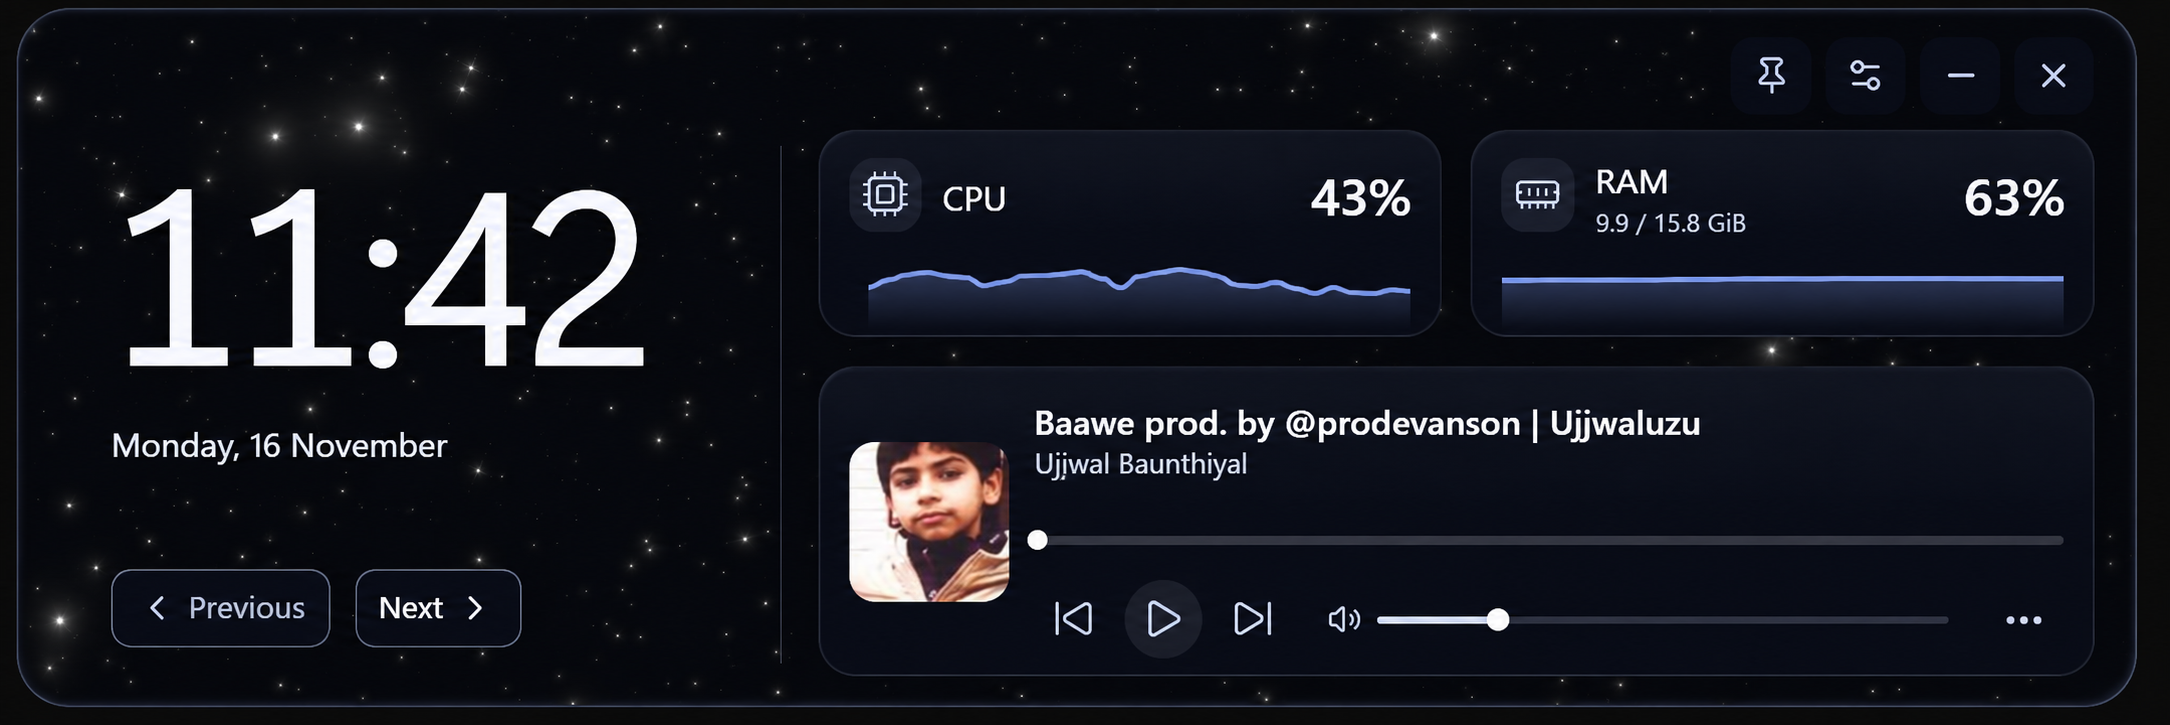 11:42
Monday, 16 November
Previous
Next
CPU
43%
RAM
9.9 / 15.8 GiB
63%
Baawe prod. by @prodevanson | Ujjwaluzu
Ujjwal Baunthiyal